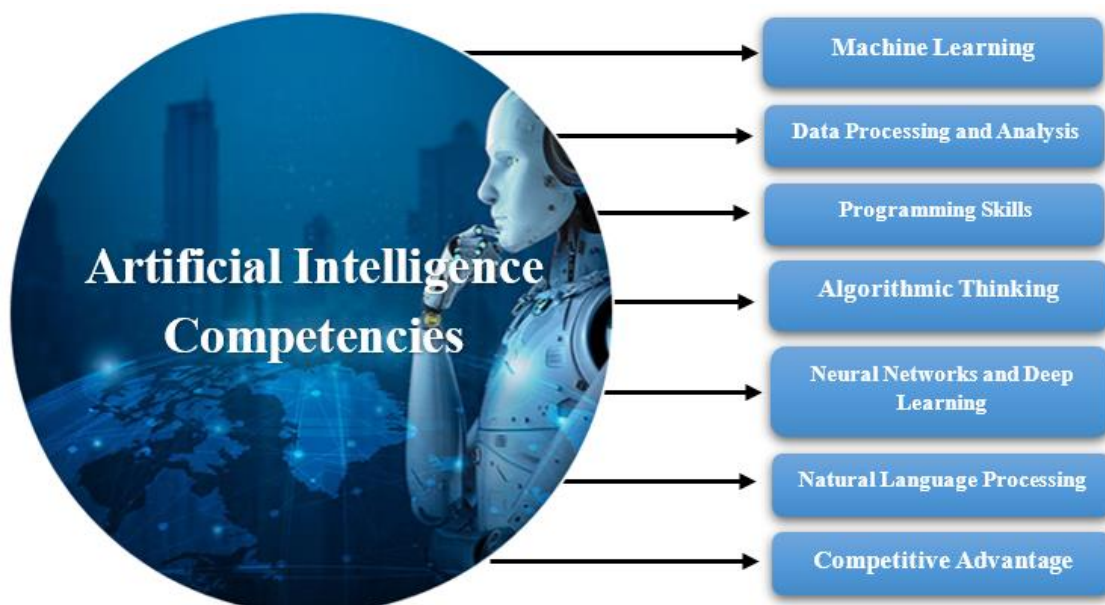 Artificial Intelligence
Competencies
Machine Learning
Data Processing and Analysis
Programming Skills
Algorithmic Thinking
Neural Networks and Deep
Learning
Natural Language Processing
Competitive Advantage